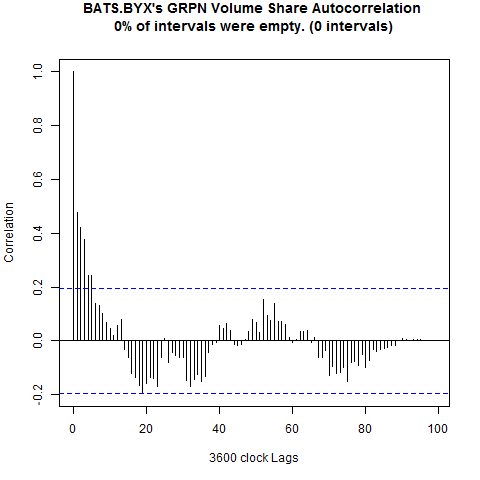 BATS.BYX's GRPN Volume Share Autocorrelation
0% of intervals were empty. (0 intervals)
1.0
0.8
0.6
0.4
0.2
0.0
-0.2
Correlation
0 20 40 60 80 100
3600 clock Lags